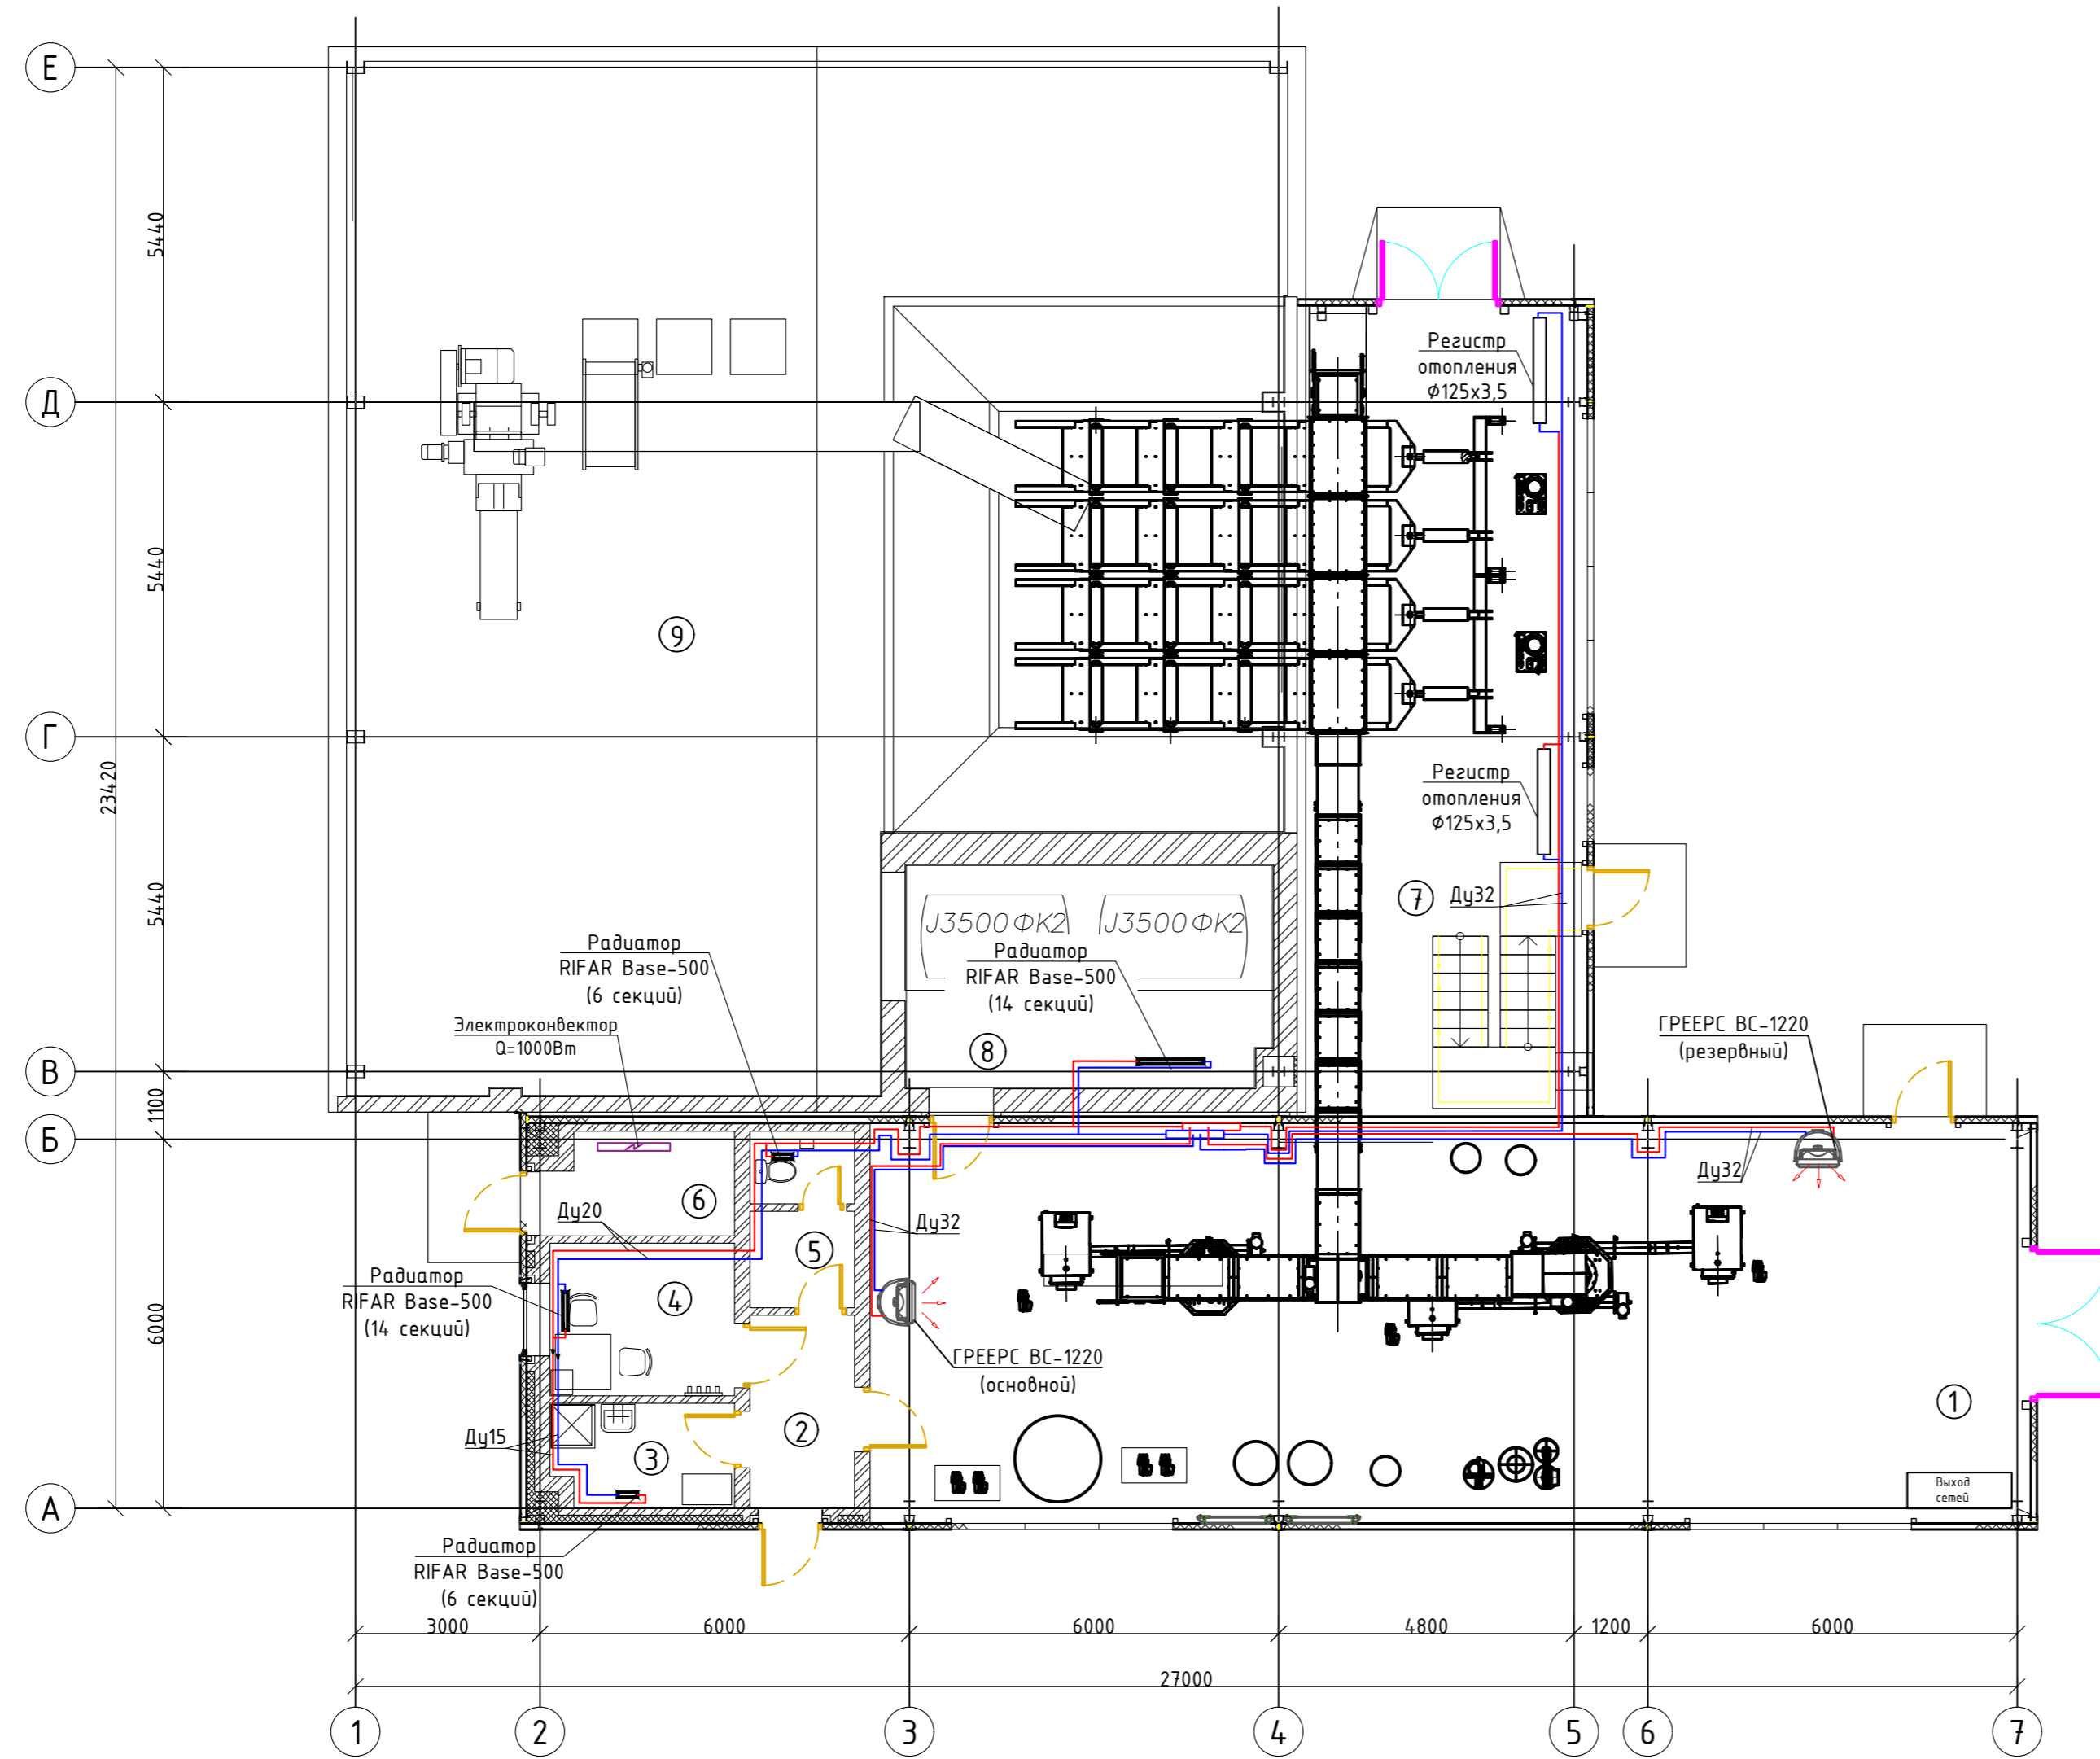 Е
5440
Регистр
отопления
Ф125х3,5
Д
5440
9
Г
Регистр
отопления
Ф125х3,5
23420
5440
7
Ду32
J3500ФК2
J3500ФК2
Радиатор
RIFAR Base-500
(6 секций)
Радиатор
RIFAR Base-500
(14 секций)
Электроконвектор
Q=1000Вт
8
ГРЕЕРС ВС-1220
(резервный)
В
1100
Б
Ду32
6
Ду20
Ду32
5
Радиатор
RIFAR Base-500
(14 секций)
4
6000
ГРЕЕРС ВС-1220
(основной)
1
2
Ду15
3
Выход
сетей
А
Радиатор
RIFAR Base-500
(6 секций)
3000
6000
6000
4800
1200
6000
27000
1
2
3
4
5
6
7